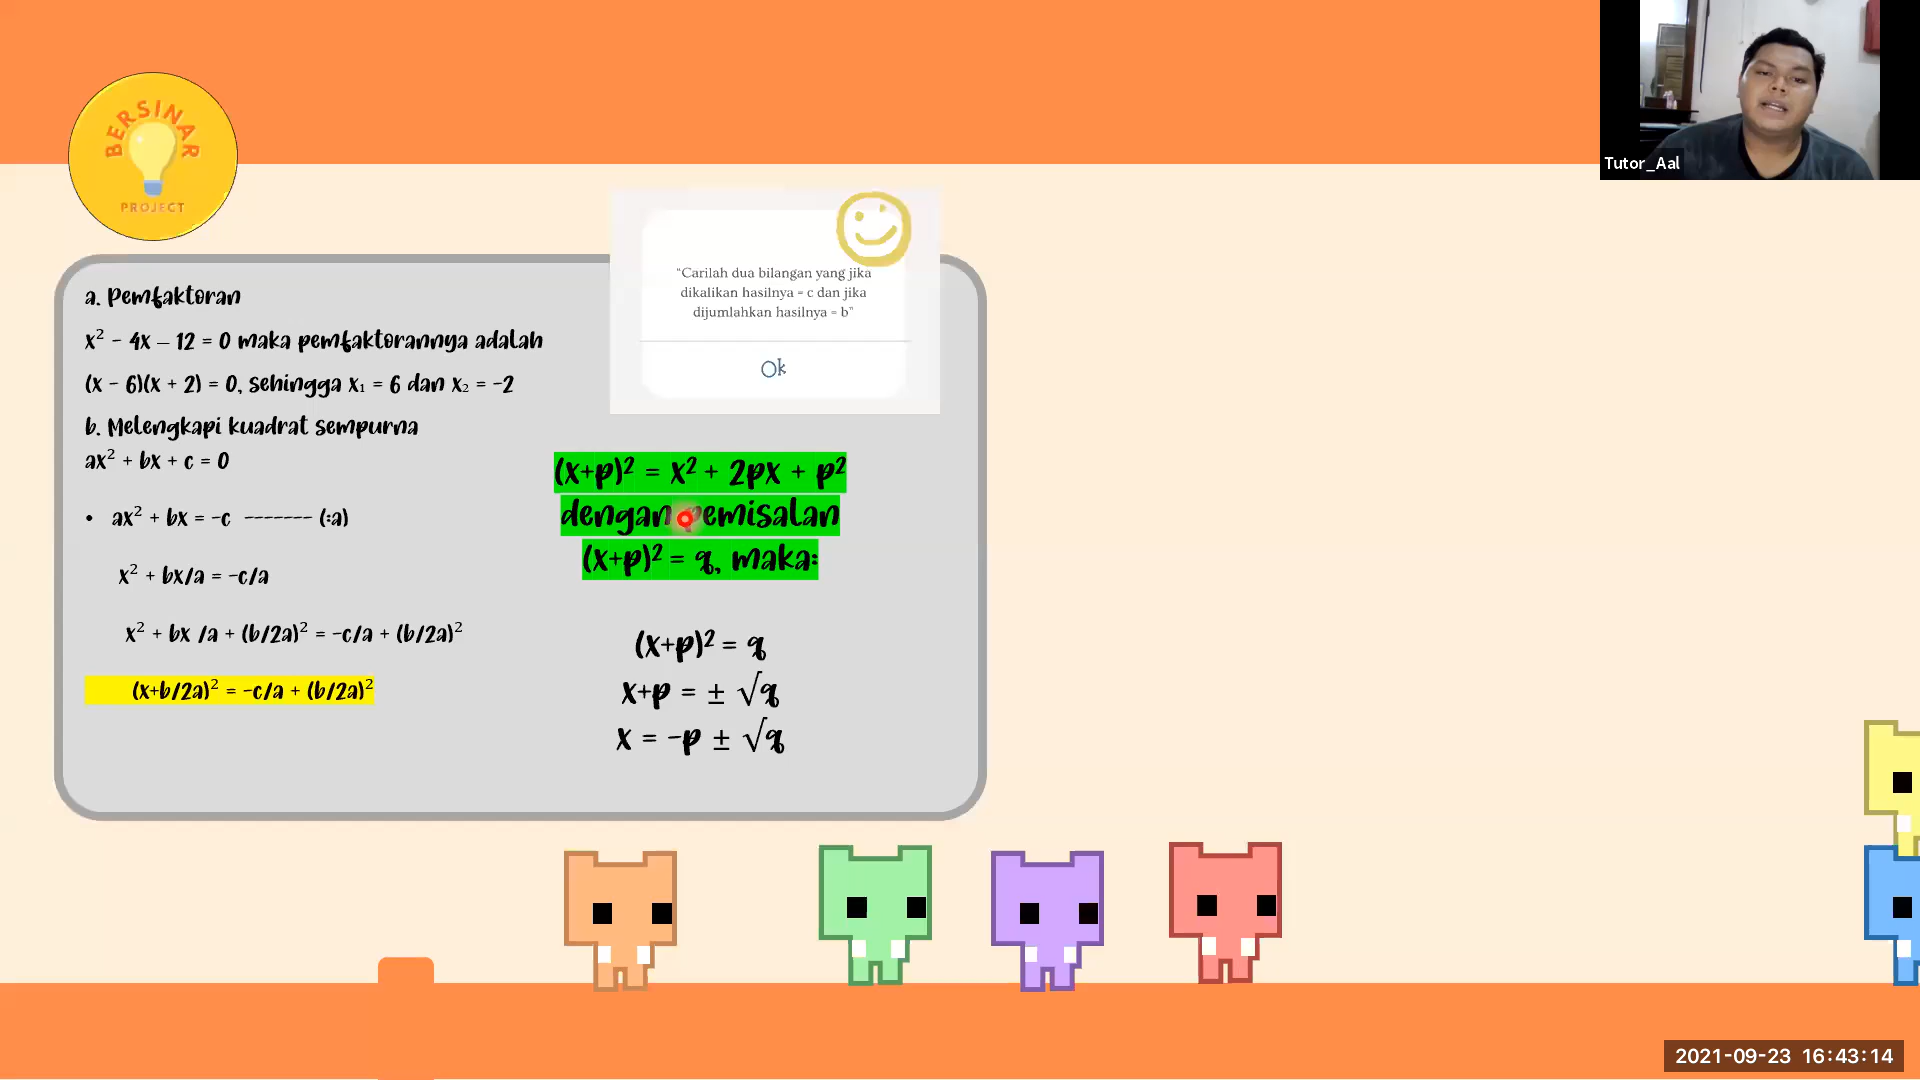 BERSINAR
PROJECT
Tutor_Aal
"Carilah dua bilangan yang jika
dikalikan hasilnya = c dan jika
dijumlahkan hasilnya = b"
Ok
a. Pemfaktoran
x² - 4x – 12 = 0 maka pemfaktorannya adalah
(x - 6)(x + 2) = 0, sehingga x₁ = 6 dan x₂ = -2
b. Melengkapi kuadrat sempurna
ax² + bx + c = 0
• ax² + bx = -c ------- (:a)
x² + bx/a = -c/a
x² + bx /a + (b/2a)² = -c/a + (b/2a)²
(x+b/2a)² = -c/a + (b/2a)²
(x+p)² = x² + 2px + p²
dengan pemisalan
(x+p)² = q, maka:
(x+p)² = q
x+p = ± √q
x = -p ± √q
2021-09-23 16:43:14